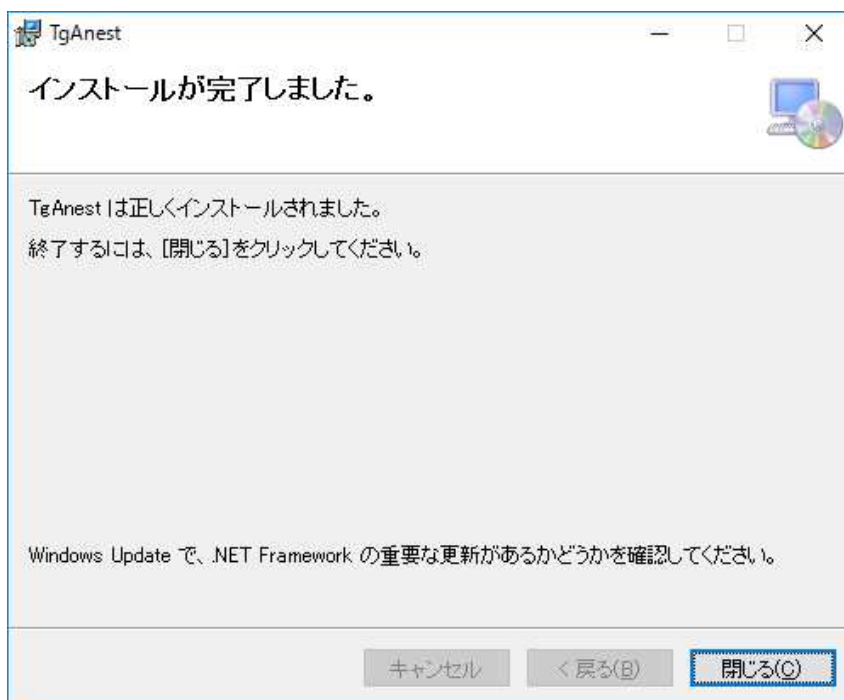 TgAnest
インストールが完了しました。
TgAnest は正しくインストールされました。
終了するには、[閉じる]をクリックしてください。
Windows Update で、.NET Framework の重要な更新があるかどうかを確認してください。
キャンセル
< 戻る(B)
閉じる(C)